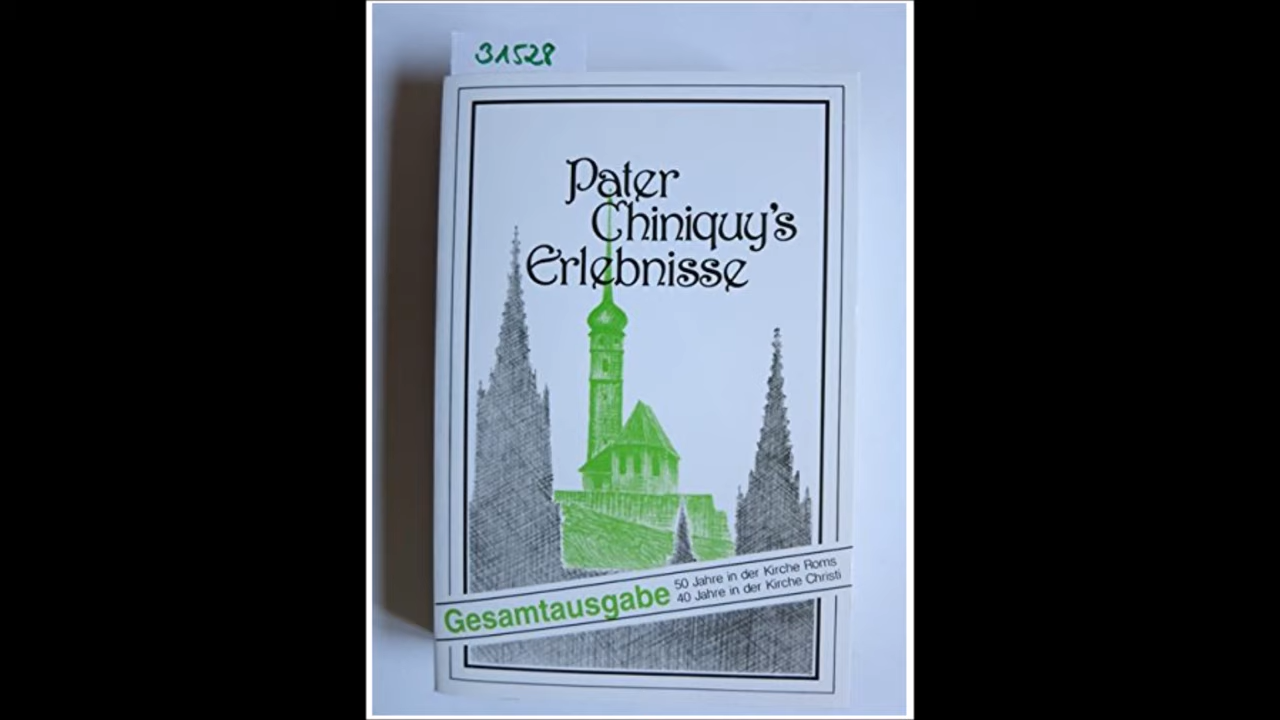 31528
Pater
Chiniquy's
Erlebnisse
Gesamtausgabe
50 Jahre in der Kirche Roms
40 Jahre in der Kirche Christi